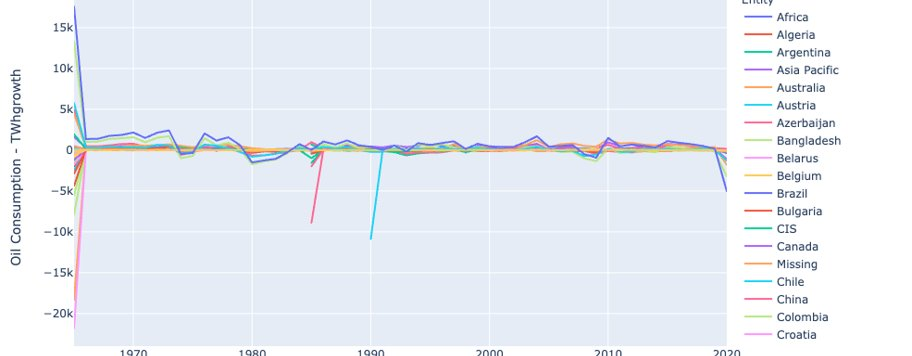 Entity
15k
10k
5k
0
−5k
−10k
−15k
−20k
Oil Consumption - TWhgrowth
1970
1980
1990
2000
2010
2020
Africa
Algeria
Argentina
Asia Pacific
Australia
Austria
Azerbaijan
Bangladesh
Belarus
Belgium
Brazil
Bulgaria
CIS
Canada
Missing
Chile
China
Colombia
Croatia